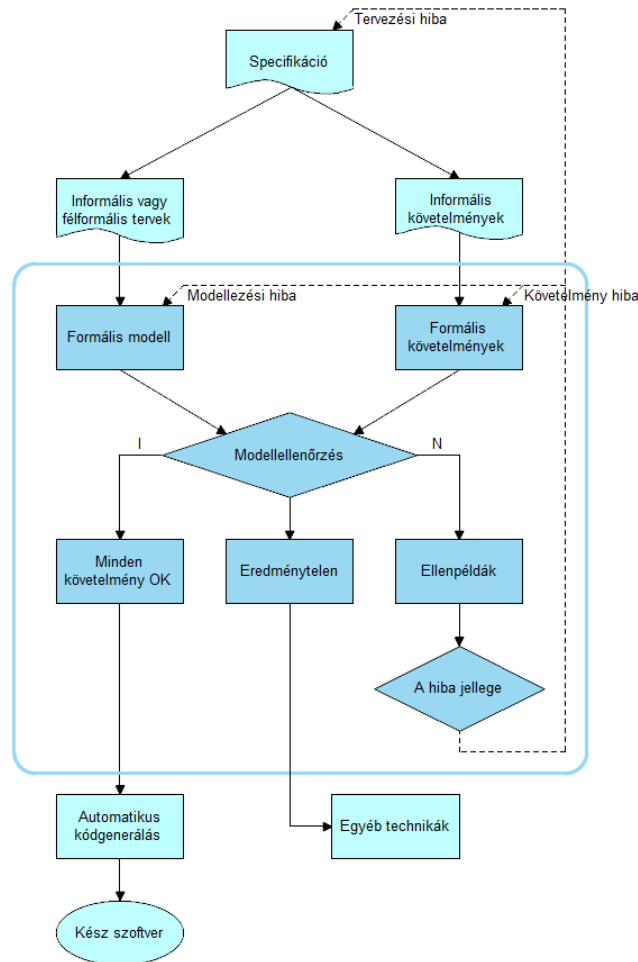 Tervezési hiba
Specifikáció
Informális vagy
félformális tervek
Informális
követelmények
Modellezési hiba
Követelmény hiba
Formális modell
Formális
követelmények
I
Modellellenőrzés
N
Minden
követelmény OK
Eredménytelen
Ellenpéldák
A hiba jellege
Automatikus
kódgenerálás
Egyéb technikák
Kész szoftver